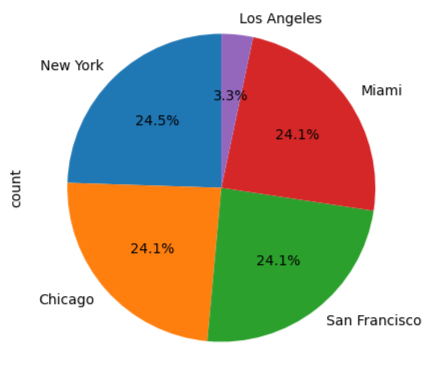 Los Angeles
New York
3.3%
Miami
24.5%
24.1%
count
24.1%
24.1%
Chicago
San Francisco